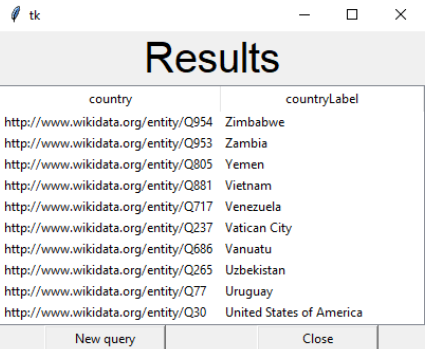 tk
Results
country countryLabel
http://www.wikidata.org/entity/Q954 Zimbabwe
http://www.wikidata.org/entity/Q953 Zambia
http://www.wikidata.org/entity/Q805 Yemen
http://www.wikidata.org/entity/Q881 Vietnam
http://www.wikidata.org/entity/Q717 Venezuela
http://www.wikidata.org/entity/Q237 Vatican City
http://www.wikidata.org/entity/Q686 Vanuatu
http://www.wikidata.org/entity/Q265 Uzbekistan
http://www.wikidata.org/entity/Q77 Uruguay
http://www.wikidata.org/entity/Q30 United States of America
New query Close